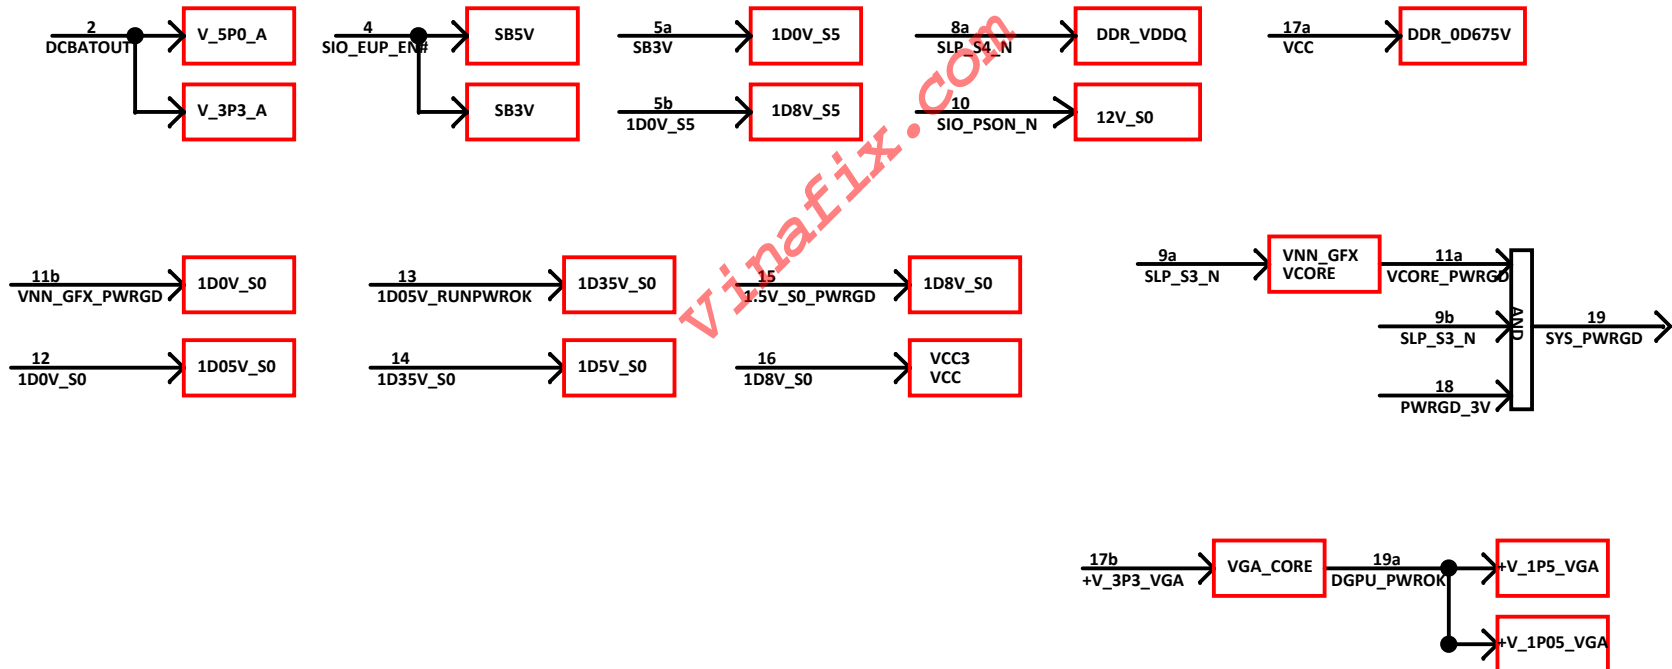 2
DCBATOUT
V_5P0_A
V_3P3_A
4
SIO_EUP_EN#
SB5V
SB3V
5a
SB3V
1D0V_S5
5b
1D0V_S5
1D8V_S5
8a
SLP_S4_N
DDR_VDDQ
10
SIO_PSON_N
12V_S0
17a
VCC
DDR_0D675V
vinafix.com
11b
VNN_GFX_PWRGD
1D0V_S0
13
1D05V_RUNPWROK
1D35V_S0
15
1.5V_S0_PWRGD
1D8V_S0
12
1D0V_S0
1D05V_S0
14
1D35V_S0
1D5V_S0
16
1D8V_S0
VCC3
VCC
9a
SLP_S3_N
VNN_GFX
VCORE
11a
VCORE_PWRGD
9b
SLP_S3_N
18
PWRGD_3V
AND
19
SYS_PWRGD
17b
+V_3P3_VGA
VGA_CORE
19a
DGPU_PWROK
+V_1P5_VGA
+V_1P05_VGA